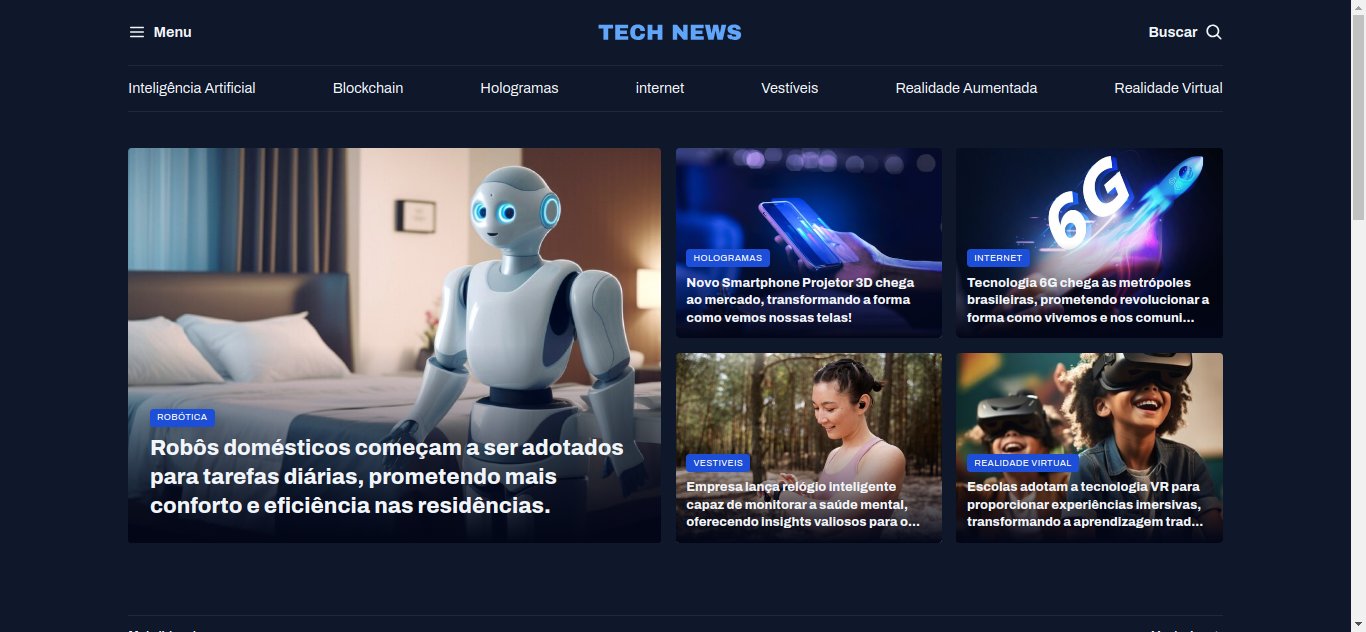 Menu
TECH NEWS
Buscar
Inteligência Artificial
Blockchain
Hologramas
internet
Vestíveis
Realidade Aumentada
Realidade Virtual
ROBÓTICA
Robôs domésticos começam a ser adotados
para tarefas diárias, prometendo mais
conforto e eficiência nas residências.
HOLOGRAMAS
Novo Smartphone Projetor 3D chega
ao mercado, transformando a forma
como vemos nossas telas!
6G
INTERNET
Tecnologia 6G chega às metrópoles
brasileiras, prometendo revolucionar a
forma como vivemos e nos comuni...
VESTIVEIS
Empresa lança relógio inteligente
capaz de monitorar a saúde mental,
oferecendo insights valiosos para o...
REALIDADE VIRTUAL
Escolas adotam a tecnologia VR para
proporcionar experiências imersivas,
transformando a aprendizagem trad...